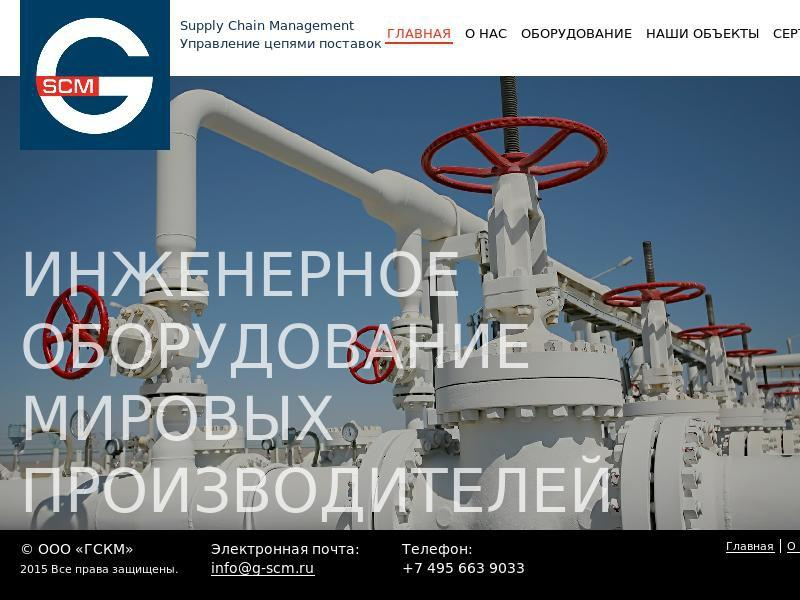 SCM
Supply Chain Management
Управление цепями поставок
ГЛАВНАЯ О НАС ОБОРУДОВАНИЕ НАШИ ОБЪЕКТЫ СЕРТ
ИНЖЕНЕРНОЕ
ОБОРУДОВАНИЕ
МИРОВЫХ
ПРОИЗВОДИТЕЛЕЙ
© ООО «ГСКМ» Электронная почта: Телефон: Главная | О
2015 Все права защищены. info@g-scm.ru +7 495 663 9033